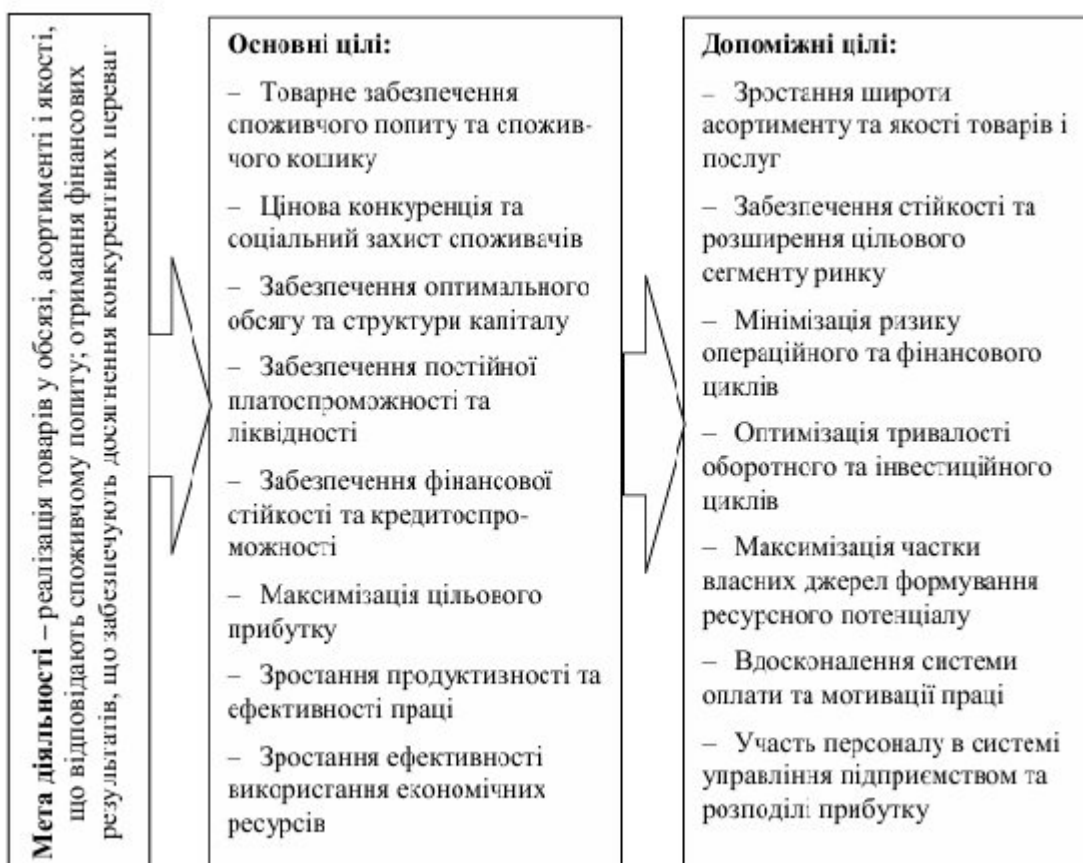 Мета діяльності – реалізація товарів у обсязі, асортименті і якості,
що відповідають споживчому попиту; отримання фінансових
результатів, що забезпечують досягнення конкурентних переваг
Основні цілі:
– Товарне забезпечення
споживчого попиту та спожив-
чого кошику
– Цінова конкуренція та
соціальний захист споживачів
– Забезпечення оптимального
обсягу та структури капіталу
– Забезпечення постійної
платоспроможності та
ліквідності
– Забезпечення фінансової
стійкості та кредитоспро-
можності
– Максимізація цільового
прибутку
– Зростання продуктивності та
ефективності праці
– Зростання ефективності
використання економічних
ресурсів
Допоміжні цілі:
– Зростання широти
асортименту та якості товарів і
послуг
– Забезпечення стійкості та
розширення цільового
сегменту ринку
– Мінімізація ризику
операційного та фінансового
циклів
– Оптимізація тривалості
оборотного та інвестиційного
циклів
– Максимізація частки
власних джерел формування
ресурсного потенціалу
– Вдосконалення системи
оплати та мотивації праці
– Участь персоналу в системі
управління підприємством та
розподілі прибутку